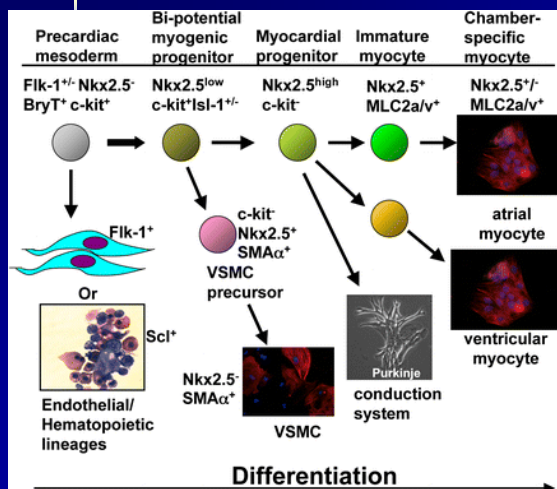 Precardiac
mesoderm
Bi-potential
myogenic
progenitor
Myocardial
progenitor
Immature
myocyte
Chamber-
specific
myocyte
Flk-1+/- Nkx2.5-
BryT+ c-kit+
Nkx2.5low
c-kit+Isl-1+/-
Nkx2.5high
c-kit-
Nkx2.5+
MLC2a/v+
Nkx2.5+/-
MLC2a/v+
Flk-1+
Or
Scl+
Endothelial/
Hematopoietic
lineages
c-kit-
Nkx2.5+
SMAα+
VSMC
precursor
Nkx2.5-
SMAα+
VSMC
Purkinje
conduction
system
atrial
myocyte
ventricular
myocyte
Differentiation